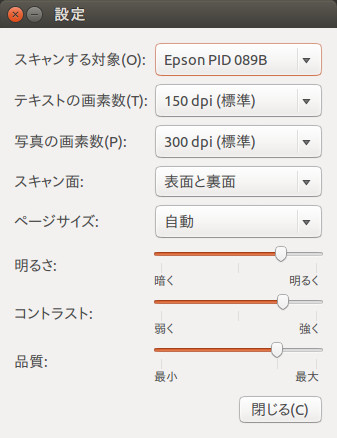 設定
スキャンする対象(O): Epson PID 089B
テキストの画素数(T): 150 dpi (標準)
写真の画素数(P): 300 dpi (標準)
スキャン面: 表面と裏面
ページサイズ: 自動
明るさ:
暗く 明るく
コントラスト:
弱く 強く
品質:
最小 最大
閉じる(C)